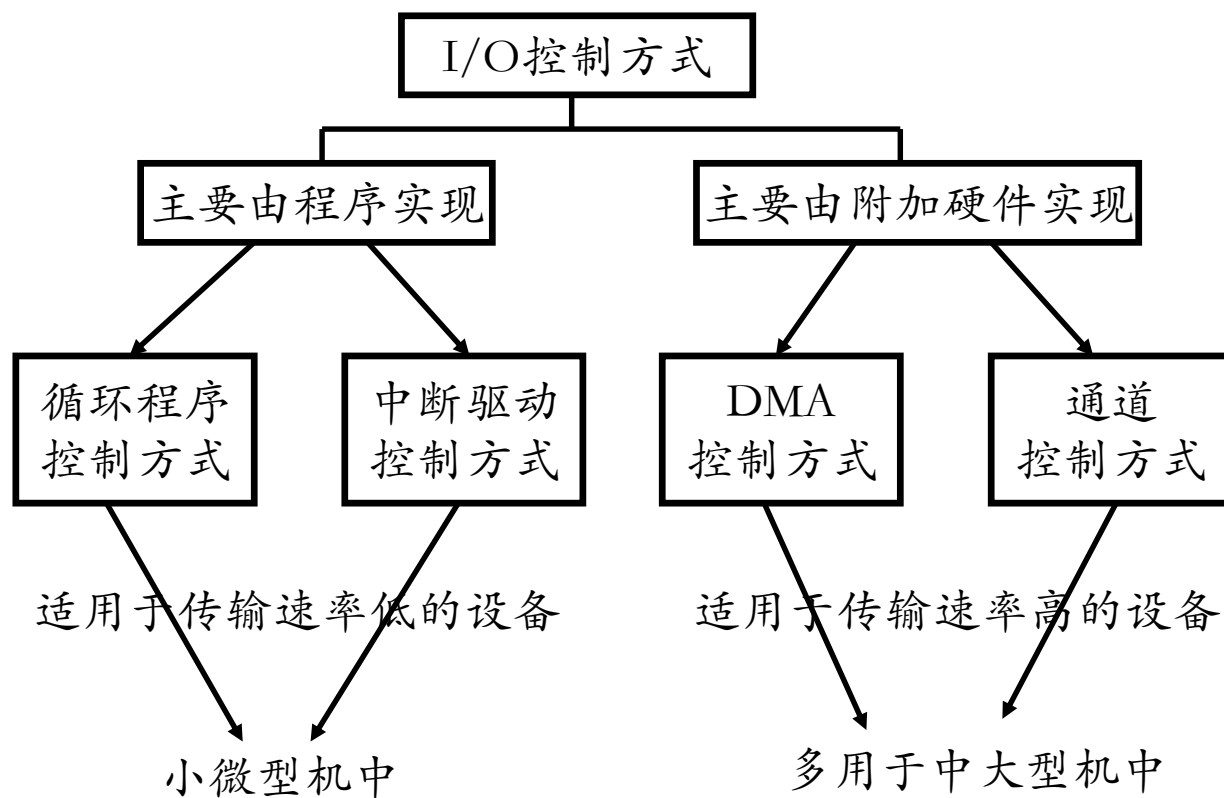 I/O控制方式
主要由程序实现
主要由附加硬件实现
循环程序
控制方式
中断驱动
控制方式
DMA
控制方式
通道
控制方式
适用于传输速率低的设备
适用于传输速率高的设备
小微型机中
多用于中大型机中